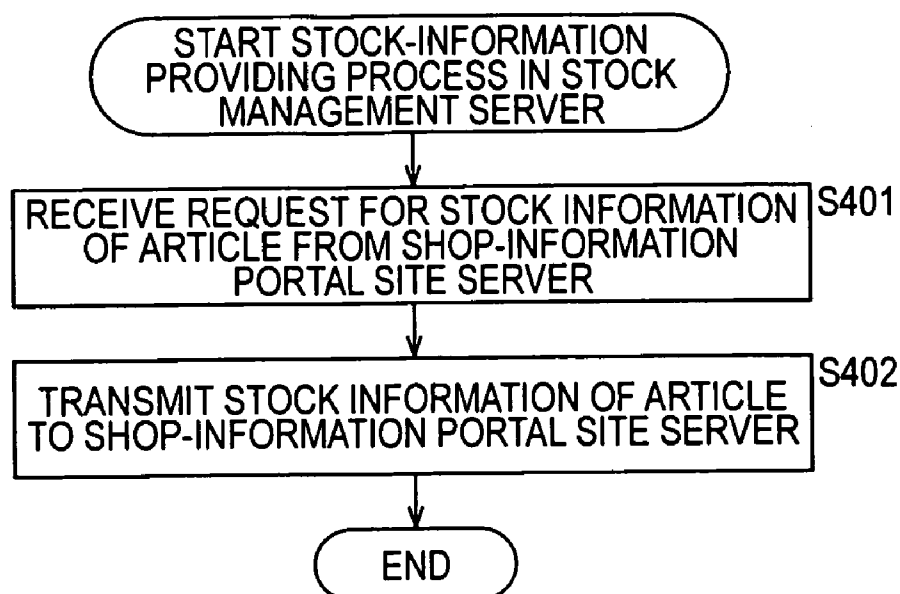 START STOCK-INFORMATION
PROVIDING PROCESS IN STOCK
MANAGEMENT SERVER
RECEIVE REQUEST FOR STOCK INFORMATION
OF ARTICLE FROM SHOP-INFORMATION
PORTAL SITE SERVER
S401
TRANSMIT STOCK INFORMATION OF ARTICLE
TO SHOP-INFORMATION PORTAL SITE SERVER
S402
END